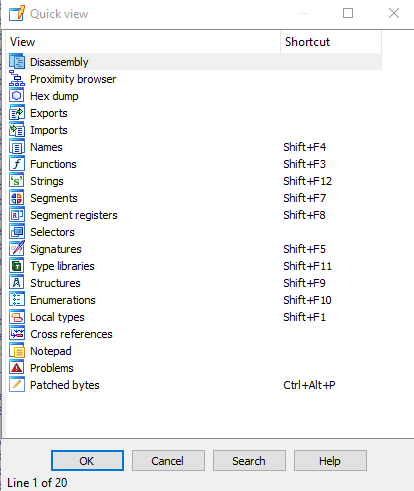 Quick view
View Shortcut
Disassembly
Proximity browser
Hex dump
Exports
Imports
Names Shift+F4
Functions Shift+F3
Strings Shift+F12
Segments Shift+F7
Segment registers Shift+F8
Selectors
Signatures Shift+F5
Type libraries Shift+F11
Structures Shift+F9
Enumerations Shift+F10
Local types Shift+F1
Cross references
Notepad
Problems
Patched bytes Ctrl+Alt+P
OK Cancel Search Help
Line 1 of 20